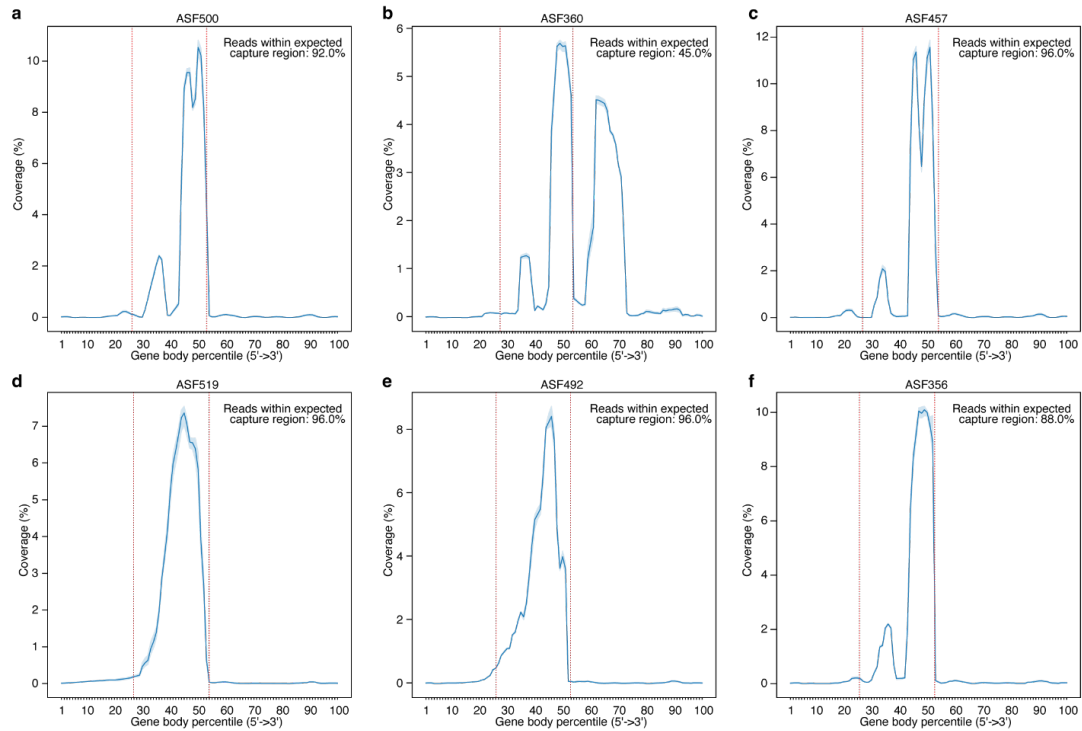 a
ASF500
Reads within expected
capture region: 92.0%
Coverage (%)
10
8
6
4
2
0
1 10 20 30 40 50 60 70 80 90 100
Gene body percentile (5'->3')
b
ASF360
Reads within expected
capture region: 45.0%
Coverage (%)
6
5
4
3
2
1
0
1 10 20 30 40 50 60 70 80 90 100
Gene body percentile (5'->3')
c
ASF457
Reads within expected
capture region: 96.0%
Coverage (%)
12
10
8
6
4
2
0
1 10 20 30 40 50 60 70 80 90 100
Gene body percentile (5'->3')
d
ASF519
Reads within expected
capture region: 96.0%
Coverage (%)
7
6
5
4
3
2
1
0
1 10 20 30 40 50 60 70 80 90 100
Gene body percentile (5'->3')
e
ASF492
Reads within expected
capture region: 96.0%
Coverage (%)
8
6
4
2
0
1 10 20 30 40 50 60 70 80 90 100
Gene body percentile (5'->3')
f
ASF356
Reads within expected
capture region: 88.0%
Coverage (%)
10
8
6
4
2
0
1 10 20 30 40 50 60 70 80 90 100
Gene body percentile (5'->3')